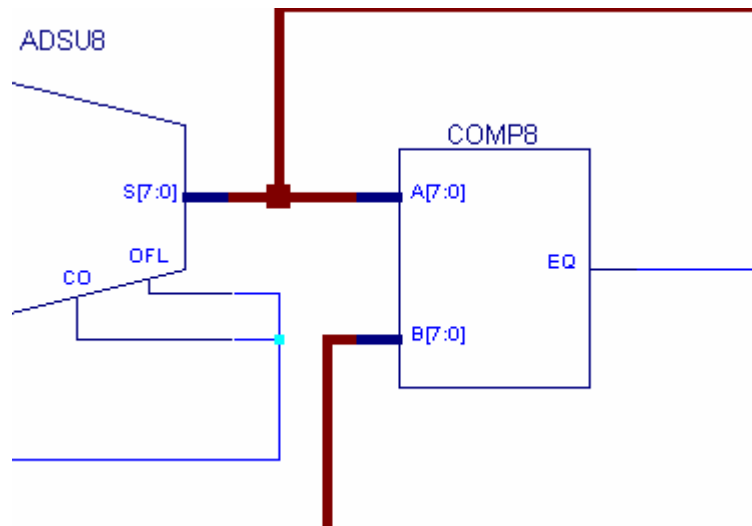 ADSU8
COMP8
S[7:0]
A[7:0]
OFL
EQ
CO
B[7:0]